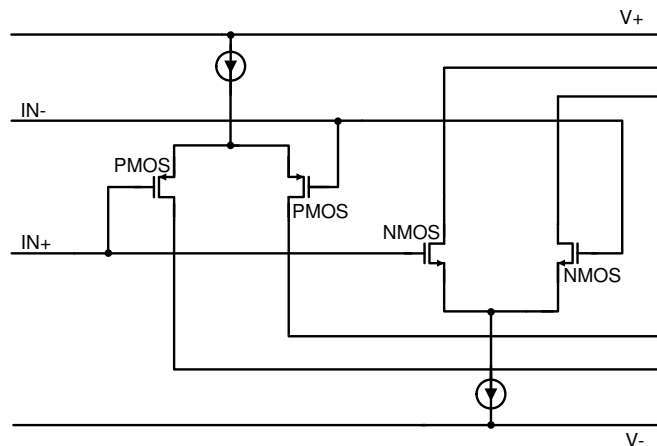 V+
IN-
PMOS
PMOS
IN+
NMOS
NMOS
V-